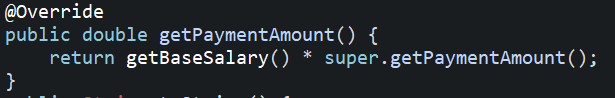 @Override
public double getPaymentAmount() {
return getBaseSalary() * super.getPaymentAmount();
}